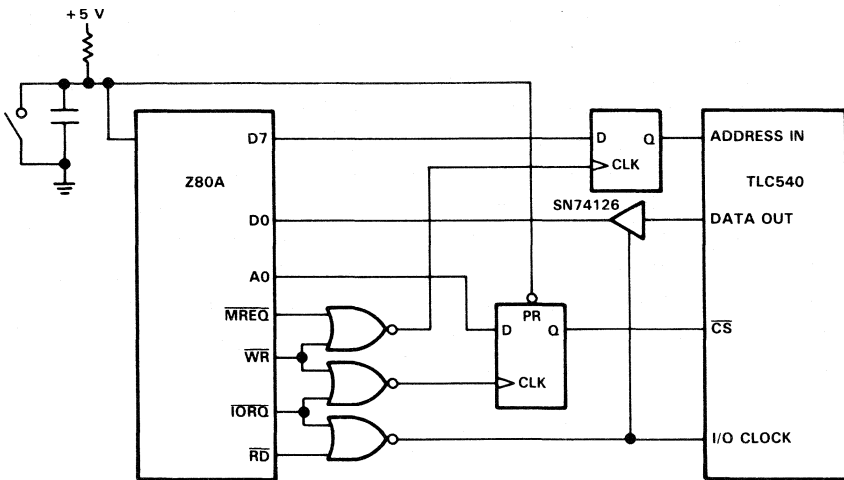 +5 V
D7
D Q
ADDRESS IN
CLK
Z80A
TLC540
SN74126
D0
DATA OUT
A0
MREQ
PR
D Q
CS
WR
CLK
IORQ
I/O CLOCK
RD